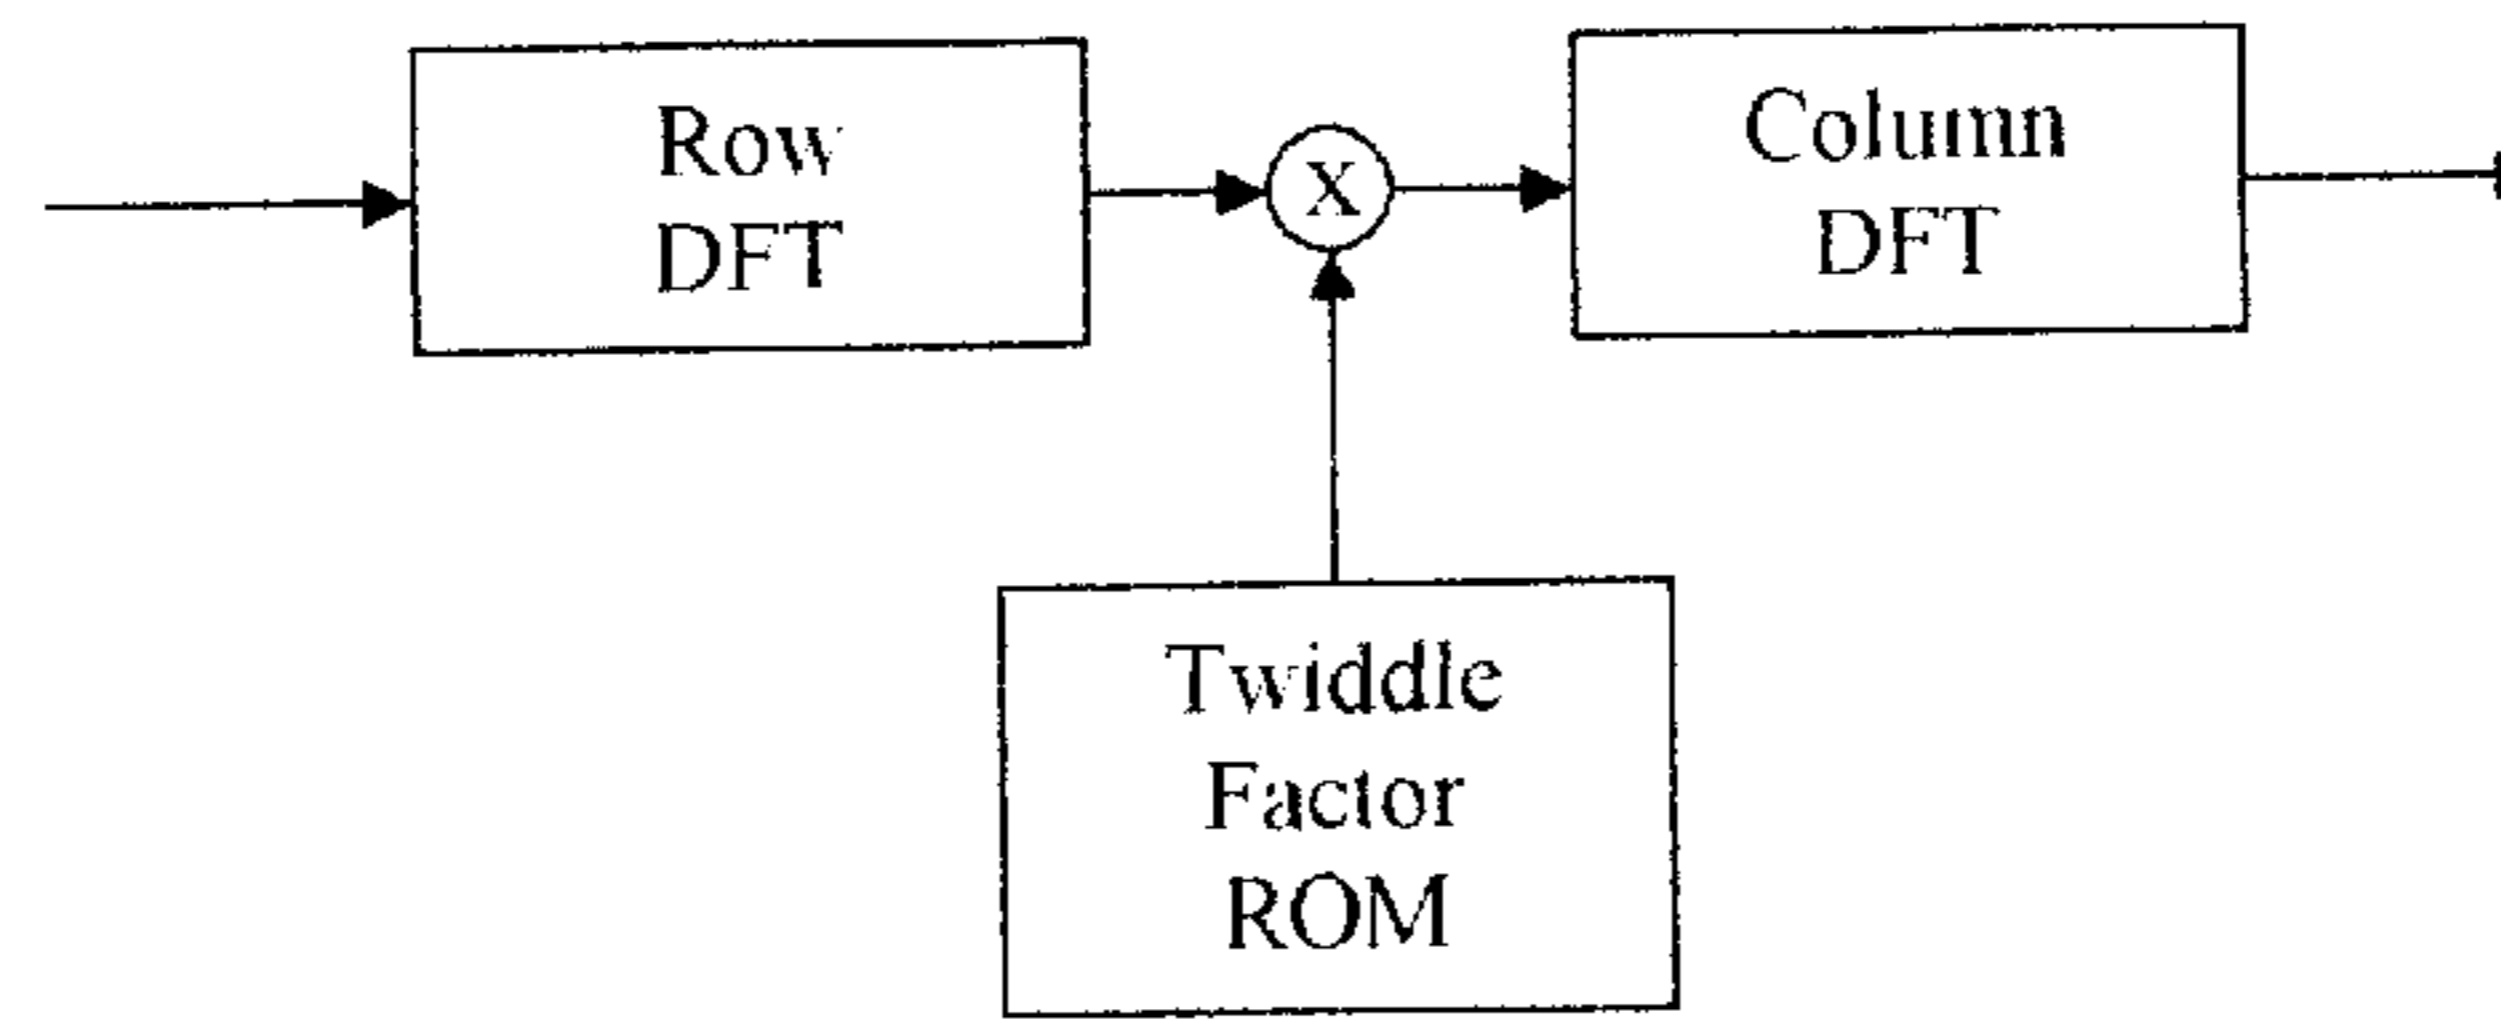 Row
DFT
x
Column
DFT
Twiddle
Factor
ROM